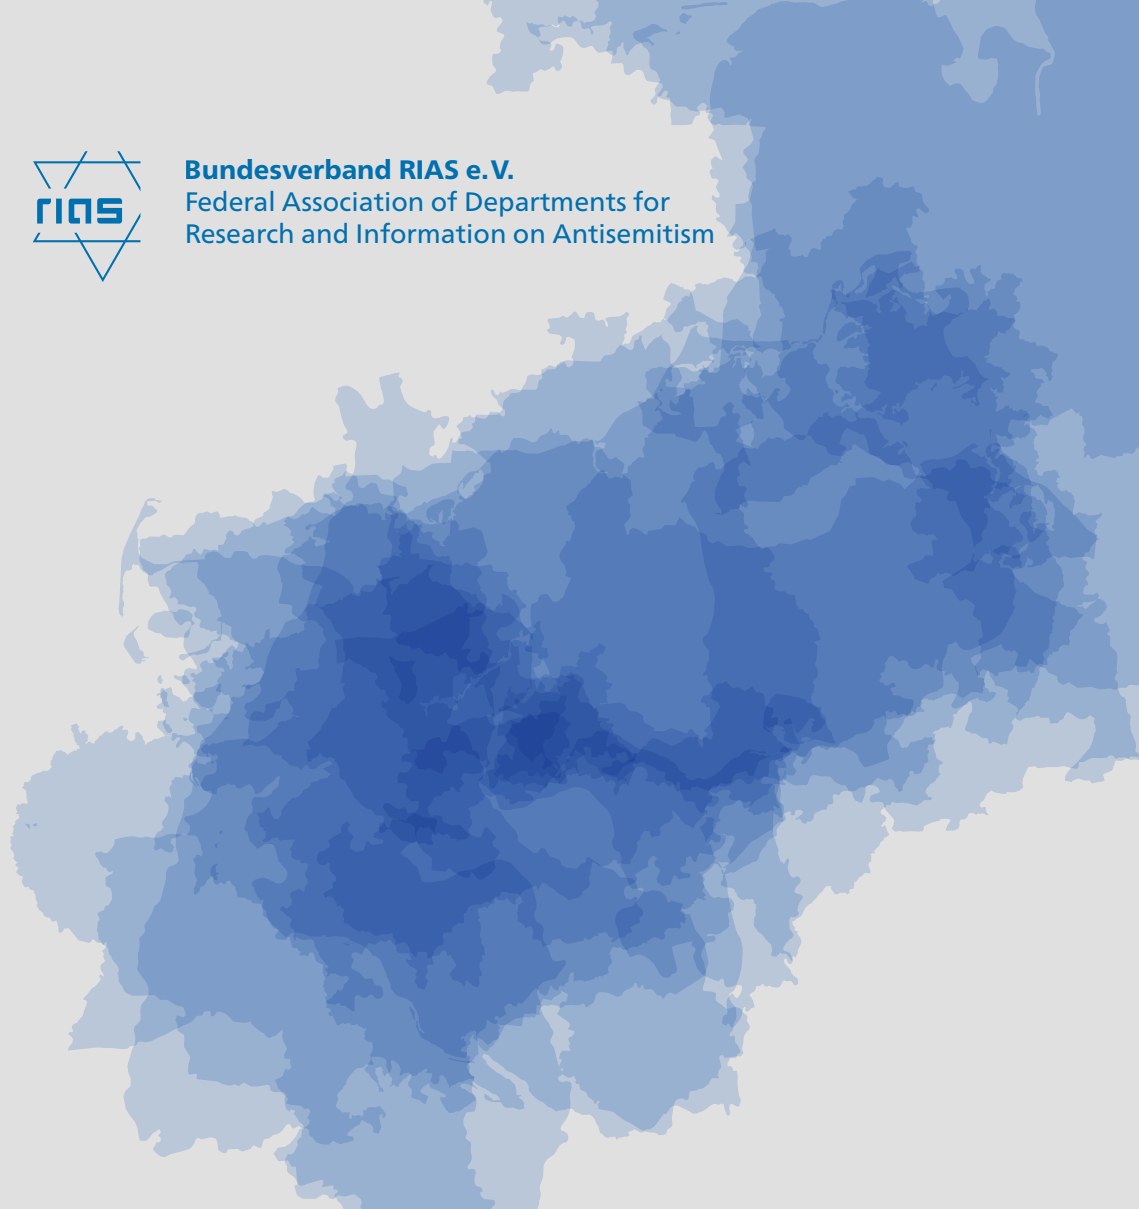 rias
Bundesverband RIAS e.V.
Federal Association of Departments for
Research and Information on Antisemitism